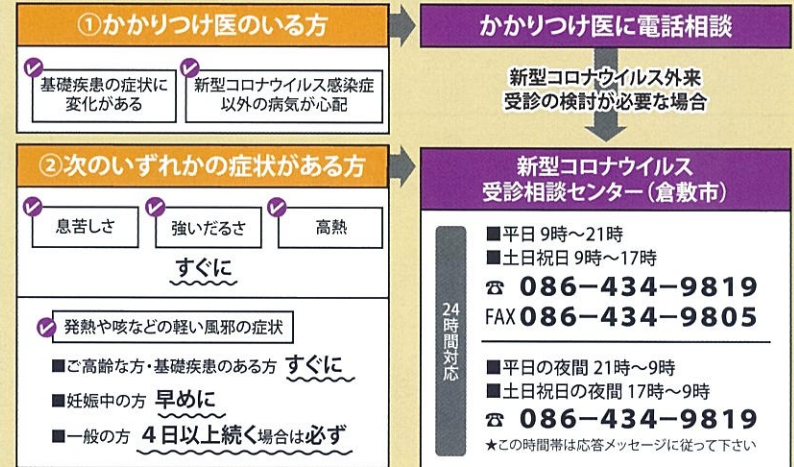 ①かかりつけ医のいる方
基礎疾患の症状に
変化がある
新型コロナウイルス感染症
以外の病気が心配
かかりつけ医に電話相談
新型コロナウイルス外来
受診の検討が必要な場合
②次のいずれかの症状がある方
息苦しさ
強いだるさ
高熱
すぐに
発熱や咳などの軽い風邪の症状
■ご高齢な方・基礎疾患のある方 すぐに
■妊娠中の方 早めに
■一般の方 4日以上続く場合は必ず
新型コロナウイルス
受診相談センター(倉敷市)
24時間対応
■平日 9時〜21時
■土日祝日 9時〜17時
☎ 086−434−9819
FAX 086−434−9805
■平日の夜間 21時〜9時
■土日祝日の夜間 17時〜9時
☎ 086−434−9819
★この時間帯は応答メッセージに従って下さい